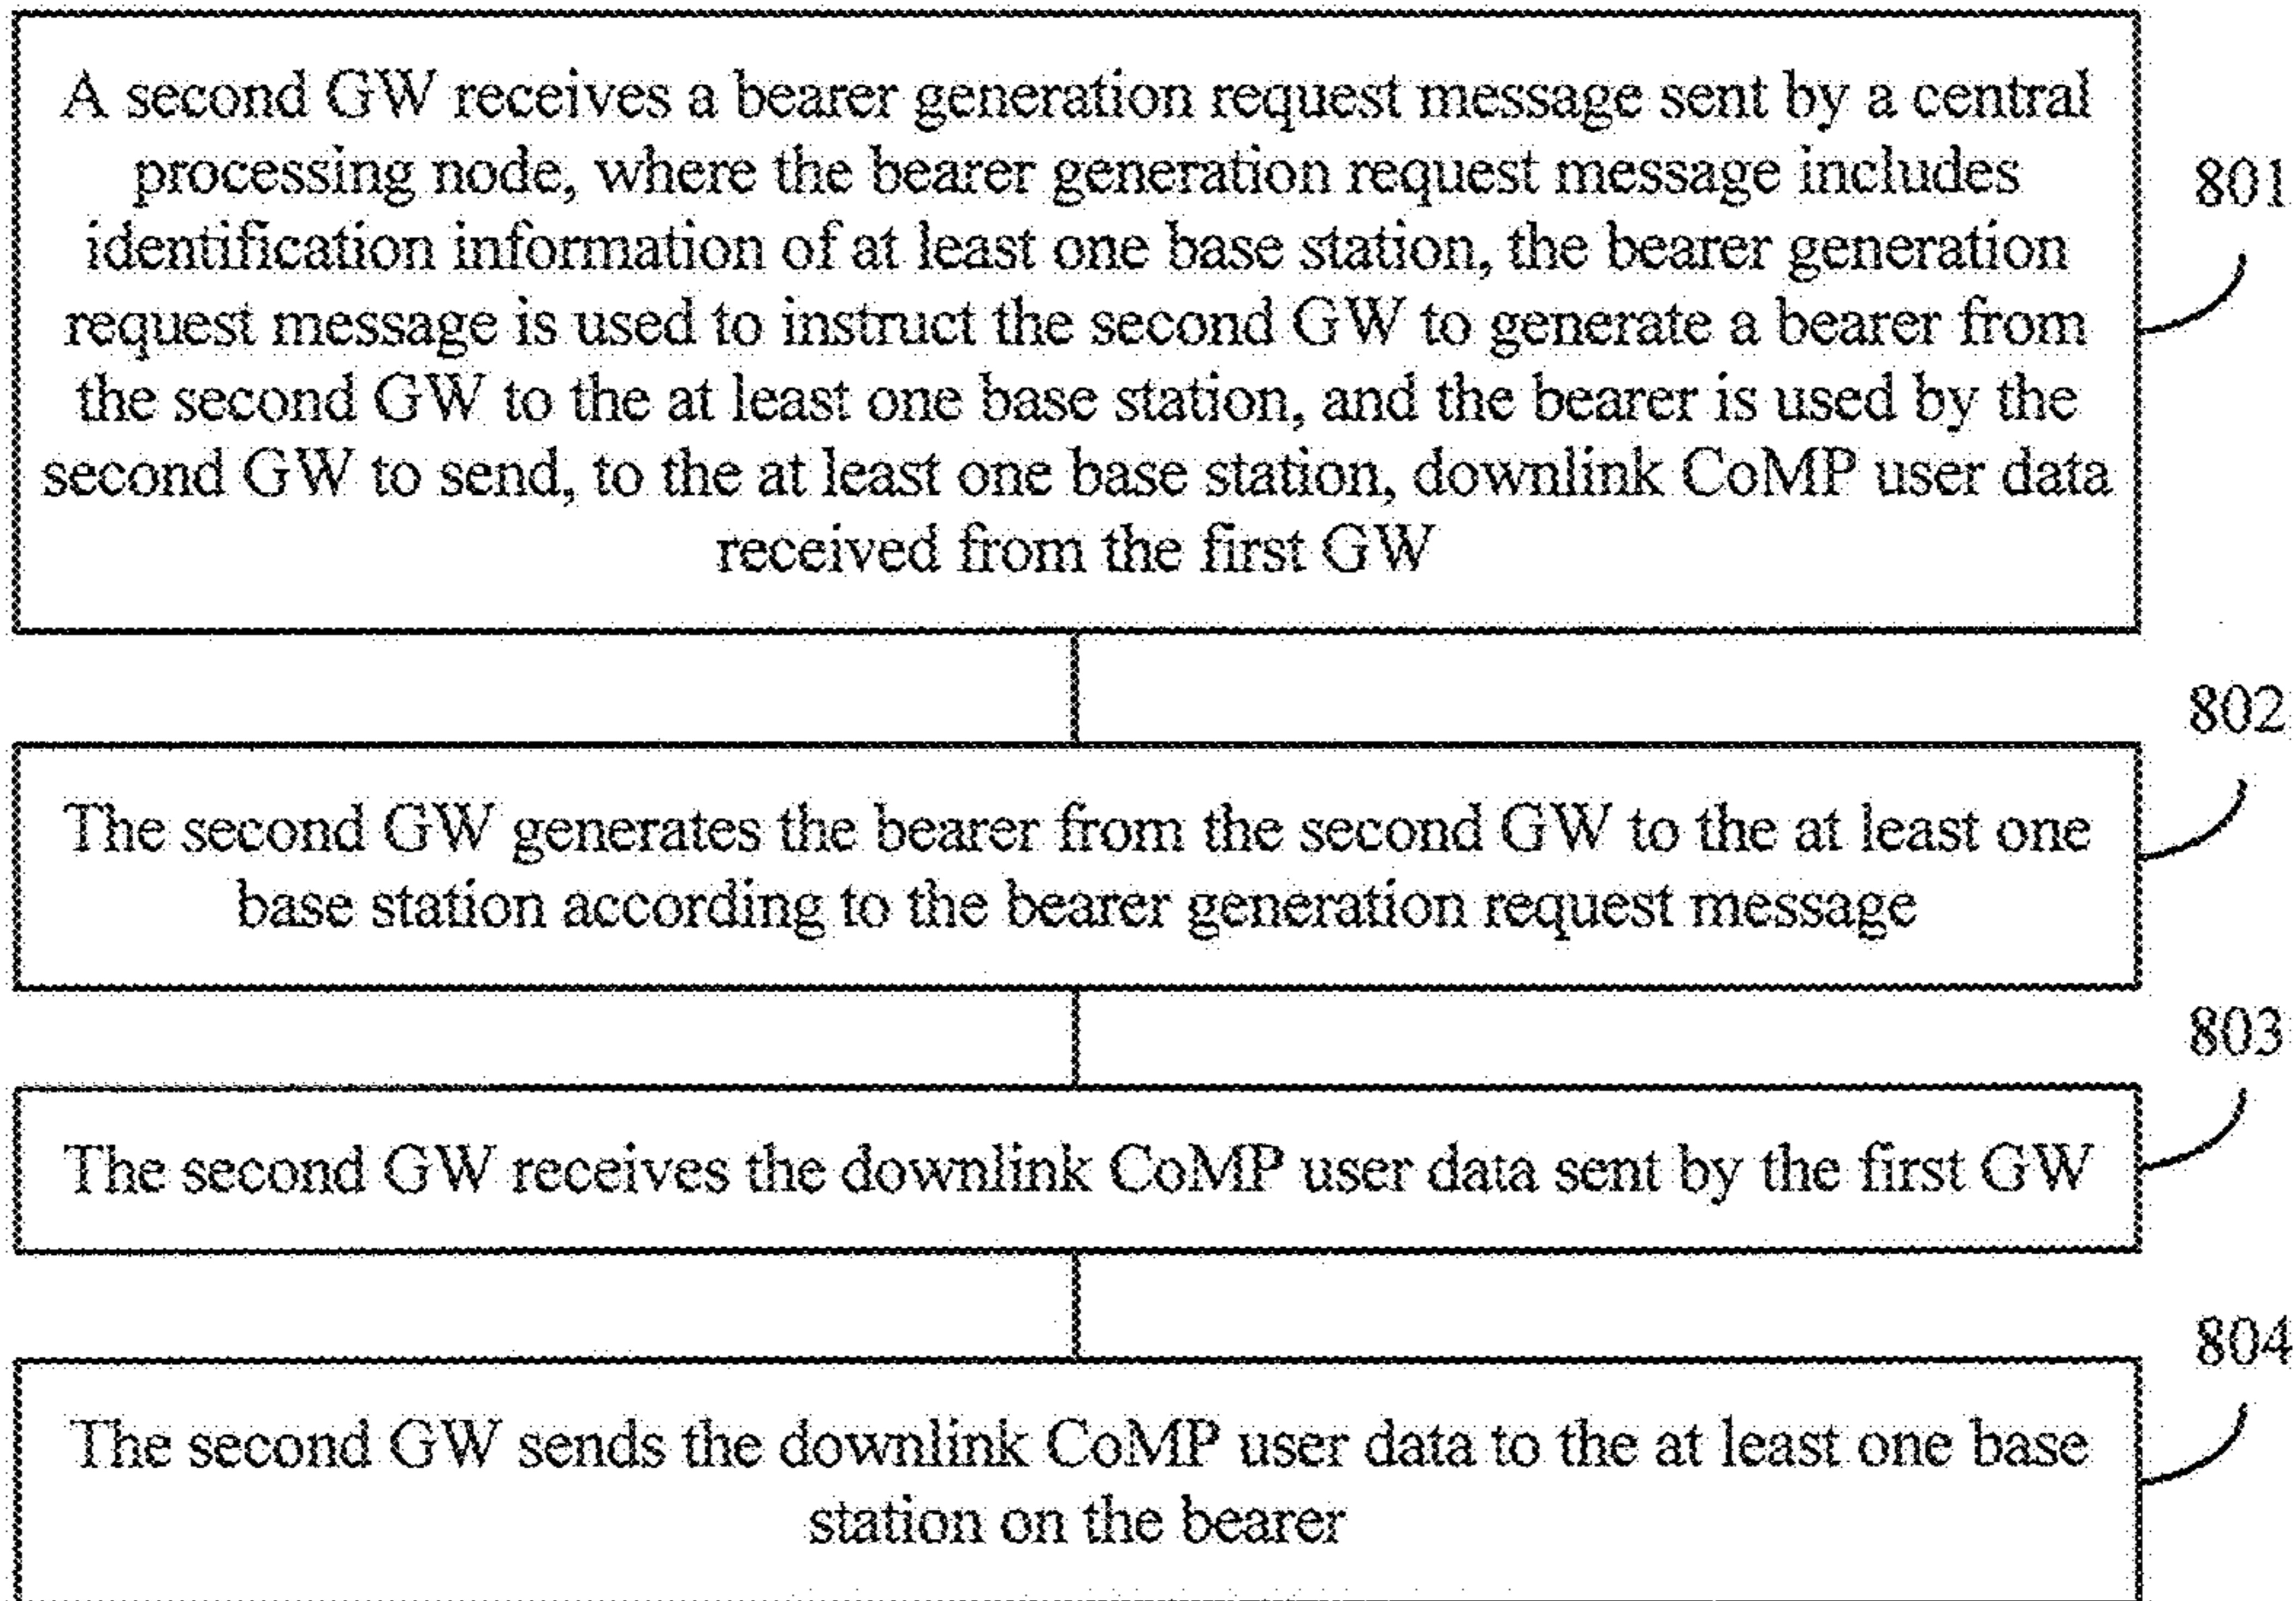 A second GW receives a bearer generation request message sent by a central
processing node, where the bearer generation request message includes
identification information of at least one base station, the bearer generation
request message is used to instruct the second GW to generate a bearer from
the second GW to the at least one base station, and the bearer is used by the
second GW to send, to the at least one base station, downlink CoMP user data
received from the first GW
801
802
The second GW generates the bearer from the second GW to the at least one
base station according to the bearer generation request message
803
The second GW receives the downlink CoMP user data sent by the first GW
804
The second GW sends the downlink CoMP user data to the at least one base
station on the bearer